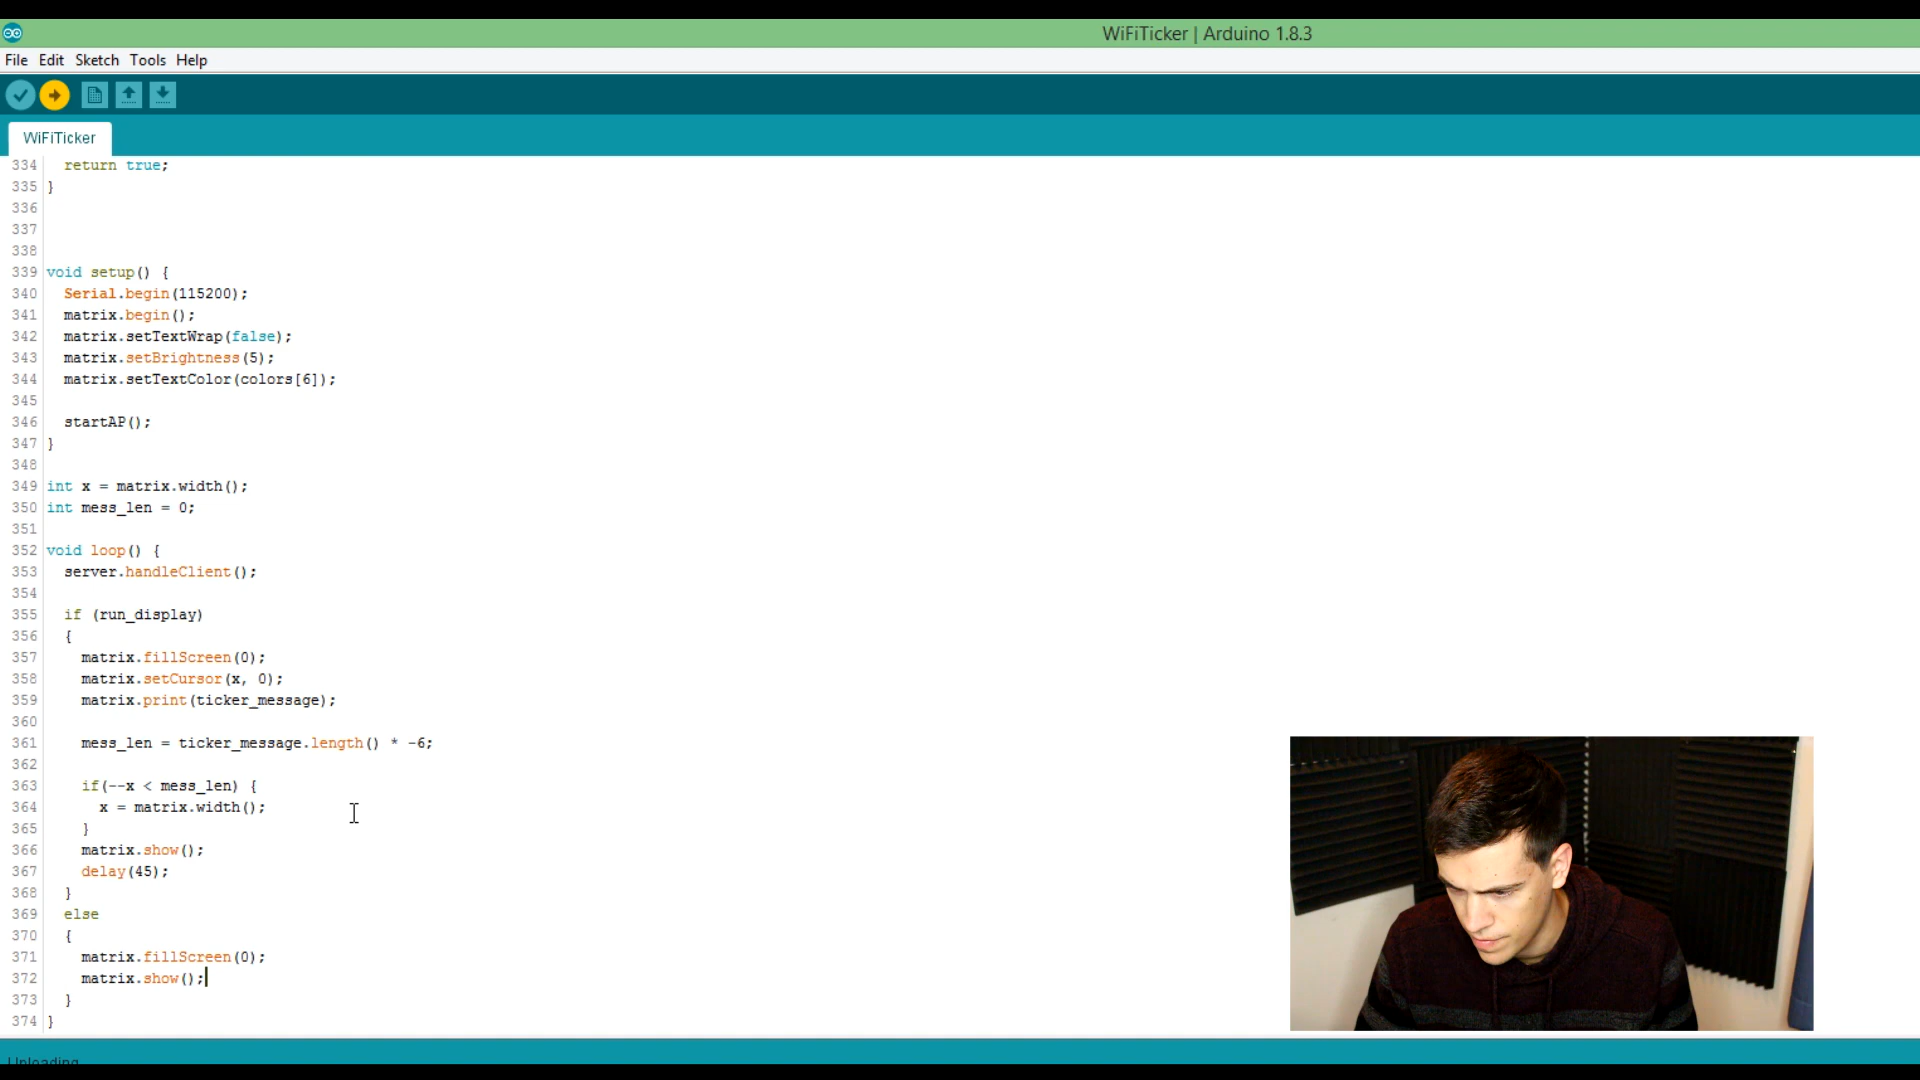 WiFiTicker | Arduino 1.8.3
File Edit Sketch Tools Help
WiFiTicker
334 return true;
335 }
336
337
338
339 void setup() {
340 Serial.begin(115200);
341 matrix.begin();
342 matrix.setTextWrap(false);
343 matrix.setBrightness(5);
344 matrix.setTextColor(colors[6]);
345
346 startAP();
347 }
348
349 int x = matrix.width();
350 int mess_len = 0;
351
352 void loop() {
353 server.handleClient();
354
355 if (run_display)
356 {
357 matrix.fillScreen(0);
358 matrix.setCursor(x, 0);
359 matrix.print(ticker_message);
360
361 mess_len = ticker_message.length() * -6;
362
363 if(--x < mess_len) {
364 x = matrix.width();
365 }
366 matrix.show();
367 delay(45);
368 }
369 else
370 {
371 matrix.fillScreen(0);
372 matrix.show();
373 }
374 }
Uploading